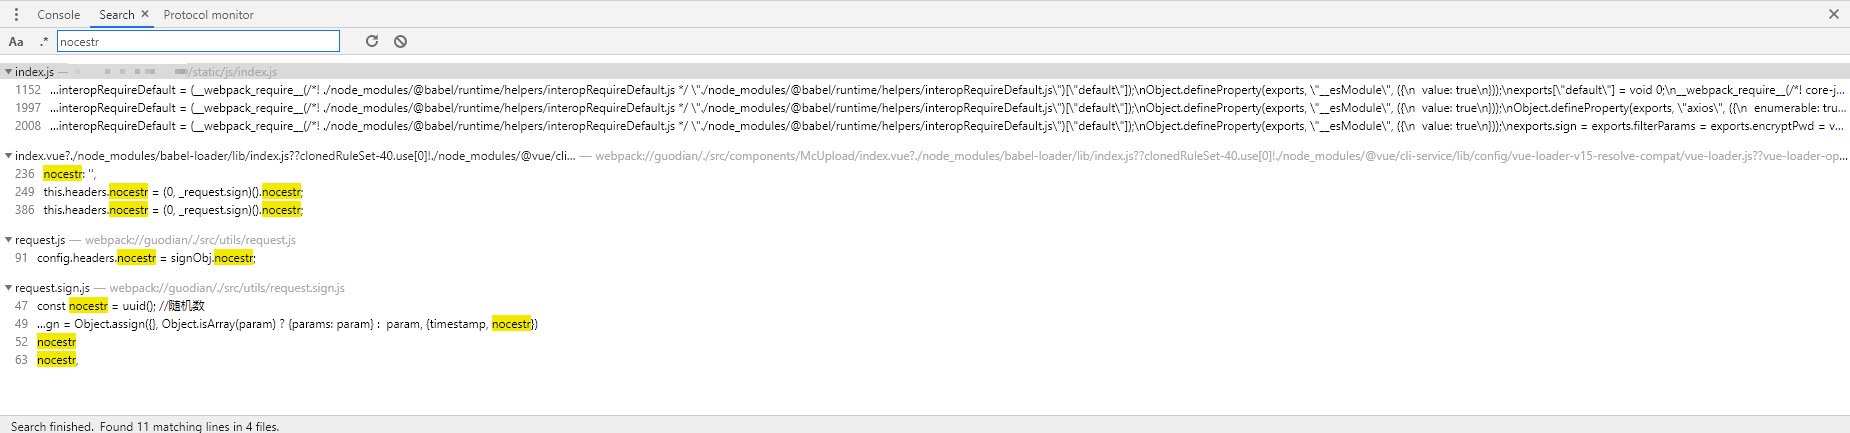 Console Search × Protocol monitor ×
Aa .* nocestr
index.js — /static/js/index.js
1152 ...interopRequireDefault = (__webpack_require__(/*! ./node_modules/@babel/runtime/helpers/interopRequireDefault.js */ \"./node_modules/@babel/runtime/helpers/interopRequireDefault.js\")[\"default\"]);\nObject.defineProperty(exports, \"__esModule\", ({\n  value: true\n}));\nexports[\"default\"] = void 0;\n__webpack_require__(/*! core-j...
1997 ...interopRequireDefault = (__webpack_require__(/*! ./node_modules/@babel/runtime/helpers/interopRequireDefault.js */ \"./node_modules/@babel/runtime/helpers/interopRequireDefault.js\")[\"default\"]);\nObject.defineProperty(exports, \"__esModule\", ({\n  value: true\n}));\nObject.defineProperty(exports, \"axios\", ({\n  enumerable: tru...
2008 ...interopRequireDefault = (__webpack_require__(/*! ./node_modules/@babel/runtime/helpers/interopRequireDefault.js */ \"./node_modules/@babel/runtime/helpers/interopRequireDefault.js\")[\"default\"]);\nObject.defineProperty(exports, \"__esModule\", ({\n  value: true\n}));\nexports.sign = exports.filterParams = exports.encryptPwd = v...
index.vue?./node_modules/babel-loader/lib/index.js??clonedRuleSet-40.use[0]!./node_modules/@vue/cli... — webpack://guodian/./src/components/McUpload/index.vue?./node_modules/babel-loader/lib/index.js??clonedRuleSet-40.use[0]!./node_modules/@vue/cli-service/lib/config/vue-loader-v15-resolve-compat/vue-loader.js??vue-loader-op...
236 nocestr: '',
249 this.headers.nocestr = (0, _request.sign)().nocestr;
386 this.headers.nocestr = (0, _request.sign)().nocestr;
request.js — webpack://guodian/./src/utils/request.js
91 config.headers.nocestr = signObj.nocestr;
request.sign.js — webpack://guodian/./src/utils/request.sign.js
47 const nocestr = uuid(); //随机数
49 ...gn = Object.assign({}, Object.isArray(param) ? {params: param} :  param, {timestamp, nocestr})
52 nocestr
63 nocestr,
Search finished.  Found 11 matching lines in 4 files.